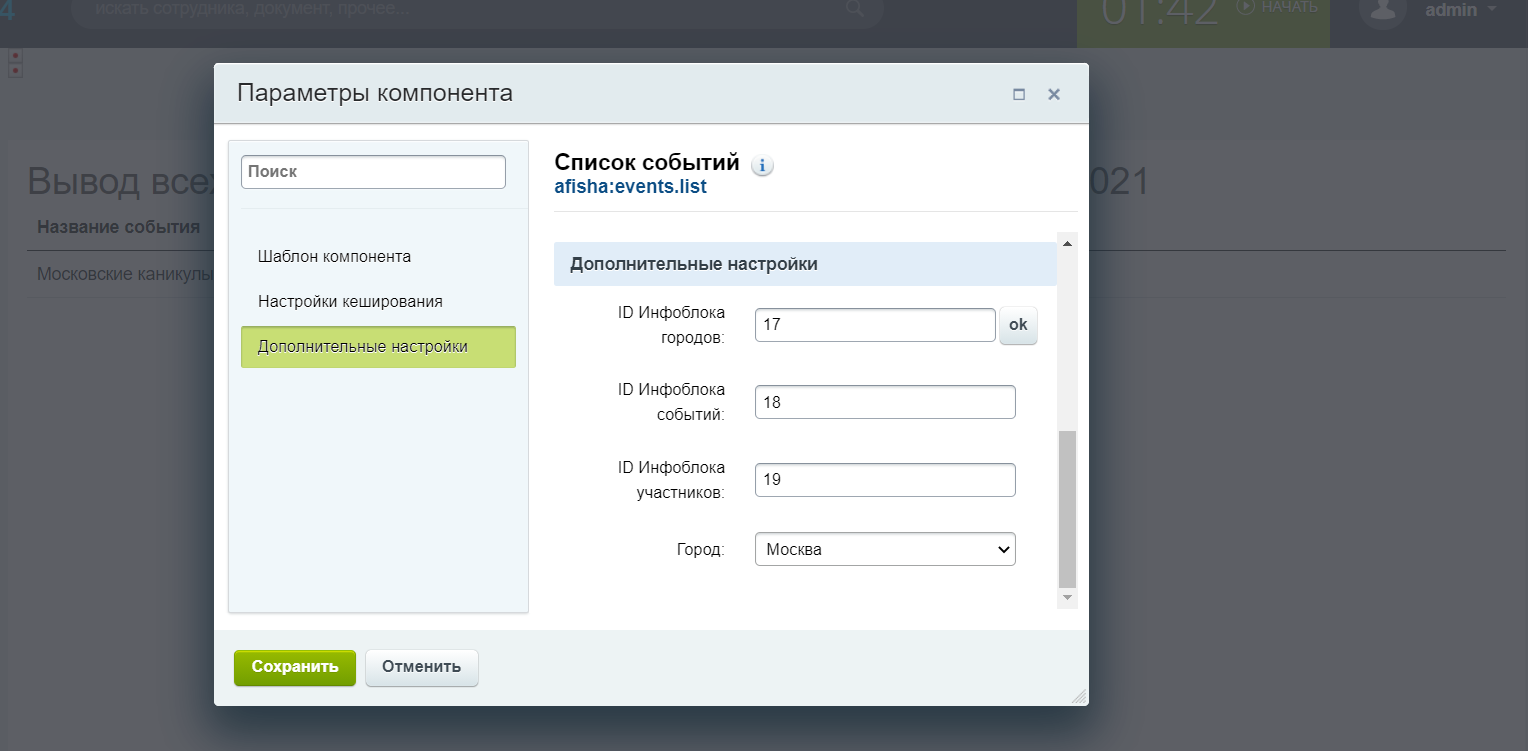 4
искать сотрудника, документ, прочее...
01:42
НАЧАТЬ
admin
Параметры компонента
Поиск
Шаблон компонента
Настройки кеширования
Дополнительные настройки
Список событий
afisha:events.list
Дополнительные настройки
ID Инфоблока
городов:
17
ok
ID Инфоблока
событий:
18
ID Инфоблока
участников:
19
Город:
Москва
Сохранить
Отменить
Вывод
021
Название события
Московские